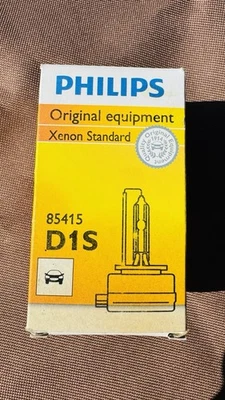 PHILIPS
Original equipment
Xenon Standard
85415
D1S